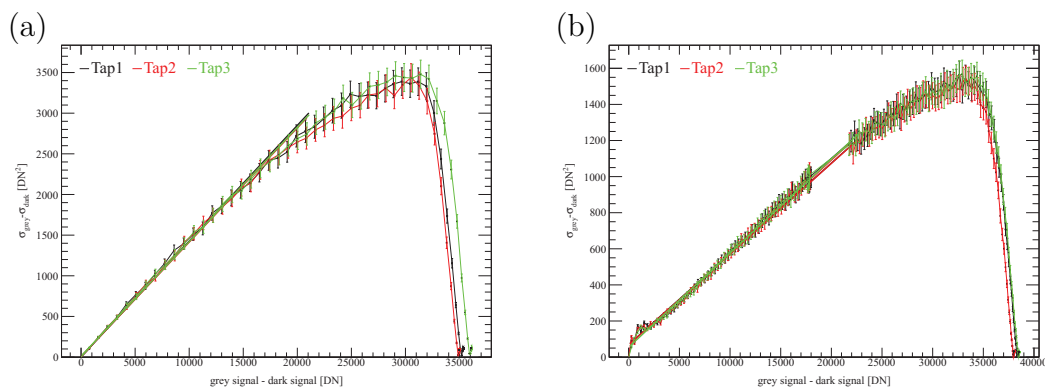 (a)
σgrey-σdark [DN²]
Tap1 Tap2 Tap3
3500
3000
2500
2000
1500
1000
500
0
0 5000 10000 15000 20000 25000 30000 35000
grey signal - dark signal [DN]
(b)
σgrey-σdark [DN²]
Tap1 Tap2 Tap3
1600
1400
1200
1000
800
600
400
200
0
0 5000 10000 15000 20000 25000 30000 35000 40000
grey signal - dark signal [DN]